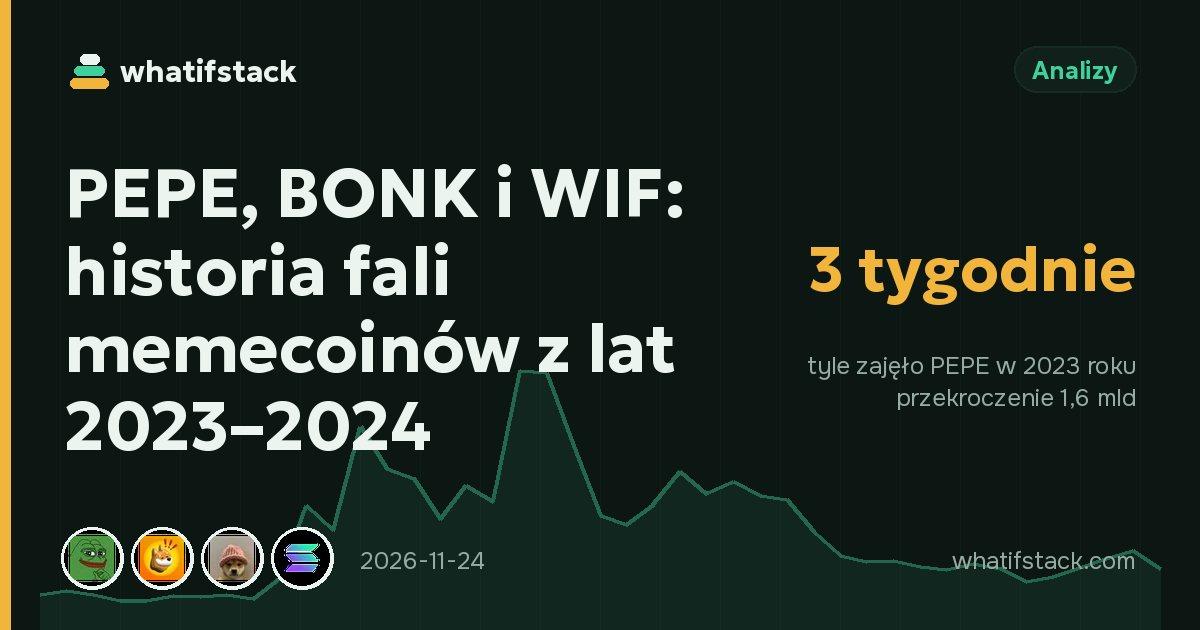 whatifstack
Analizy
PEPE, BONK i WIF:
historia fali
memecoinów z lat
2023–2024
3 tygodnie
tyle zajęło PEPE w 2023 roku
przekroczenie 1,6 mld
2026-11-24
whatifstack.com